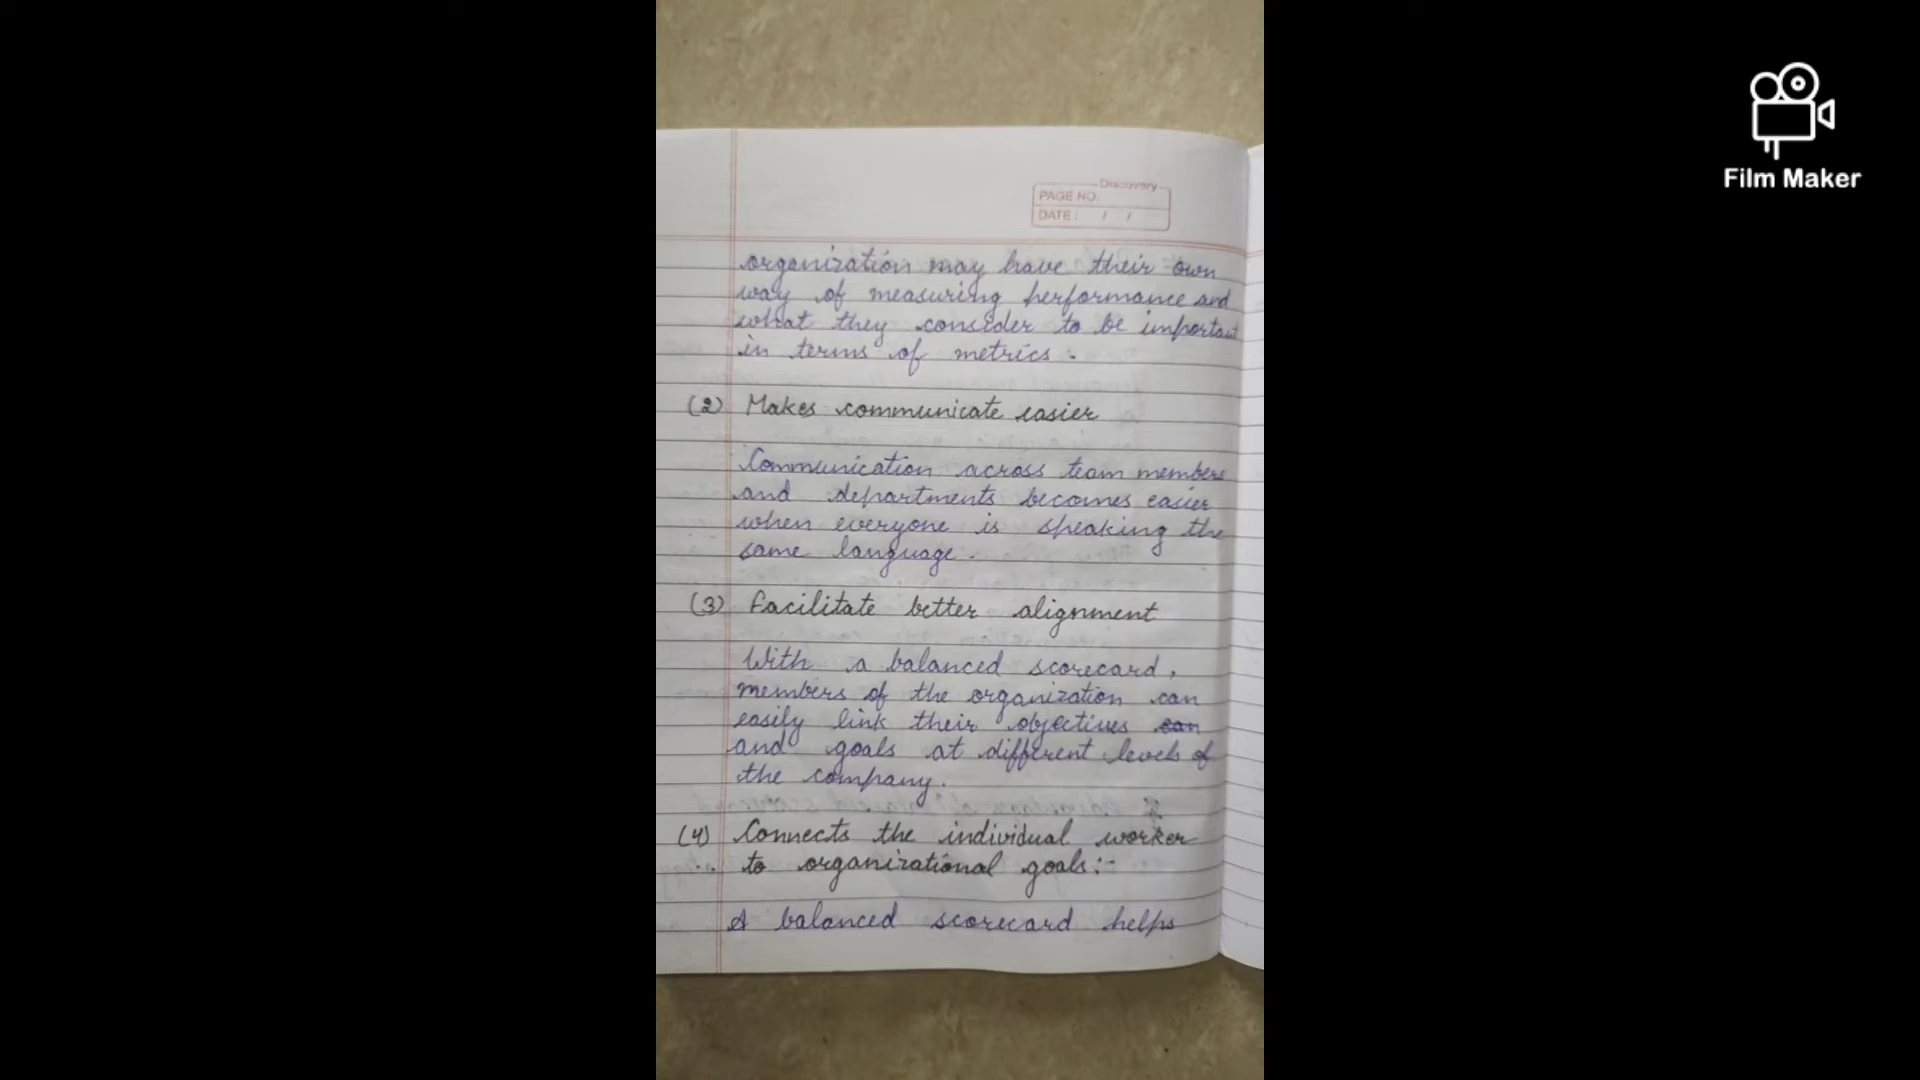 Film Maker
Discovery
PAGE NO.
DATE : / /
organization may have their own
way of measuring performance and
what they consider to be important
in terms of metrics.
(2) Makes communicate easier
Communication across team members
and departments becomes easier
when everyone is speaking the
same language.
(3) Facilitate better alignment
With a balanced scorecard,
members of the organization can
easily link their objectives can
and goals at different levels of
the company.
(4) Connects the individual worker
to organizational goals:-
A balanced scorecard helps